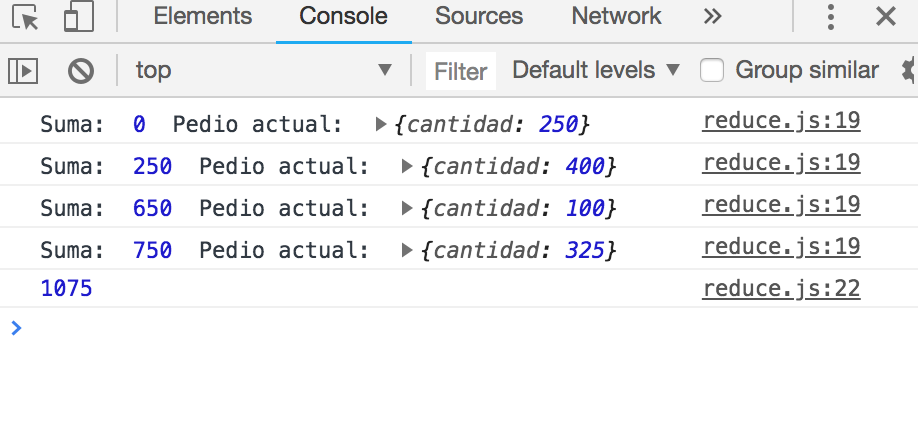 Elements Console Sources Network
top Filter Default levels Group similar
Suma: 0 Pedio actual: {cantidad: 250} reduce.js:19
Suma: 250 Pedio actual: {cantidad: 400} reduce.js:19
Suma: 650 Pedio actual: {cantidad: 100} reduce.js:19
Suma: 750 Pedio actual: {cantidad: 325} reduce.js:19
1075 reduce.js:22